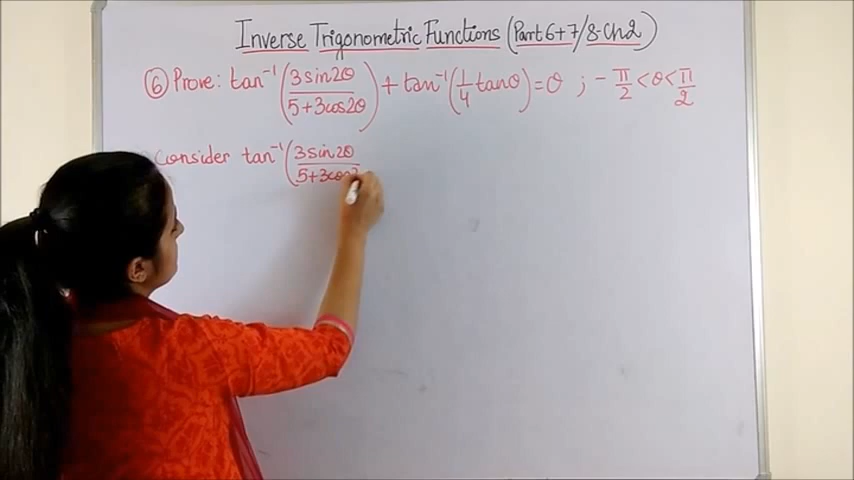 Inverse Trigonometric Functions (Part 6+7/8-Ch2)
⑥ Prove: tan⁻¹(3sin2θ/5+3cos2θ) + tan⁻¹(1/4 tanθ) = θ ; -π/2 < θ < π/2
Consider tan⁻¹(3sin2θ/5+3cos2